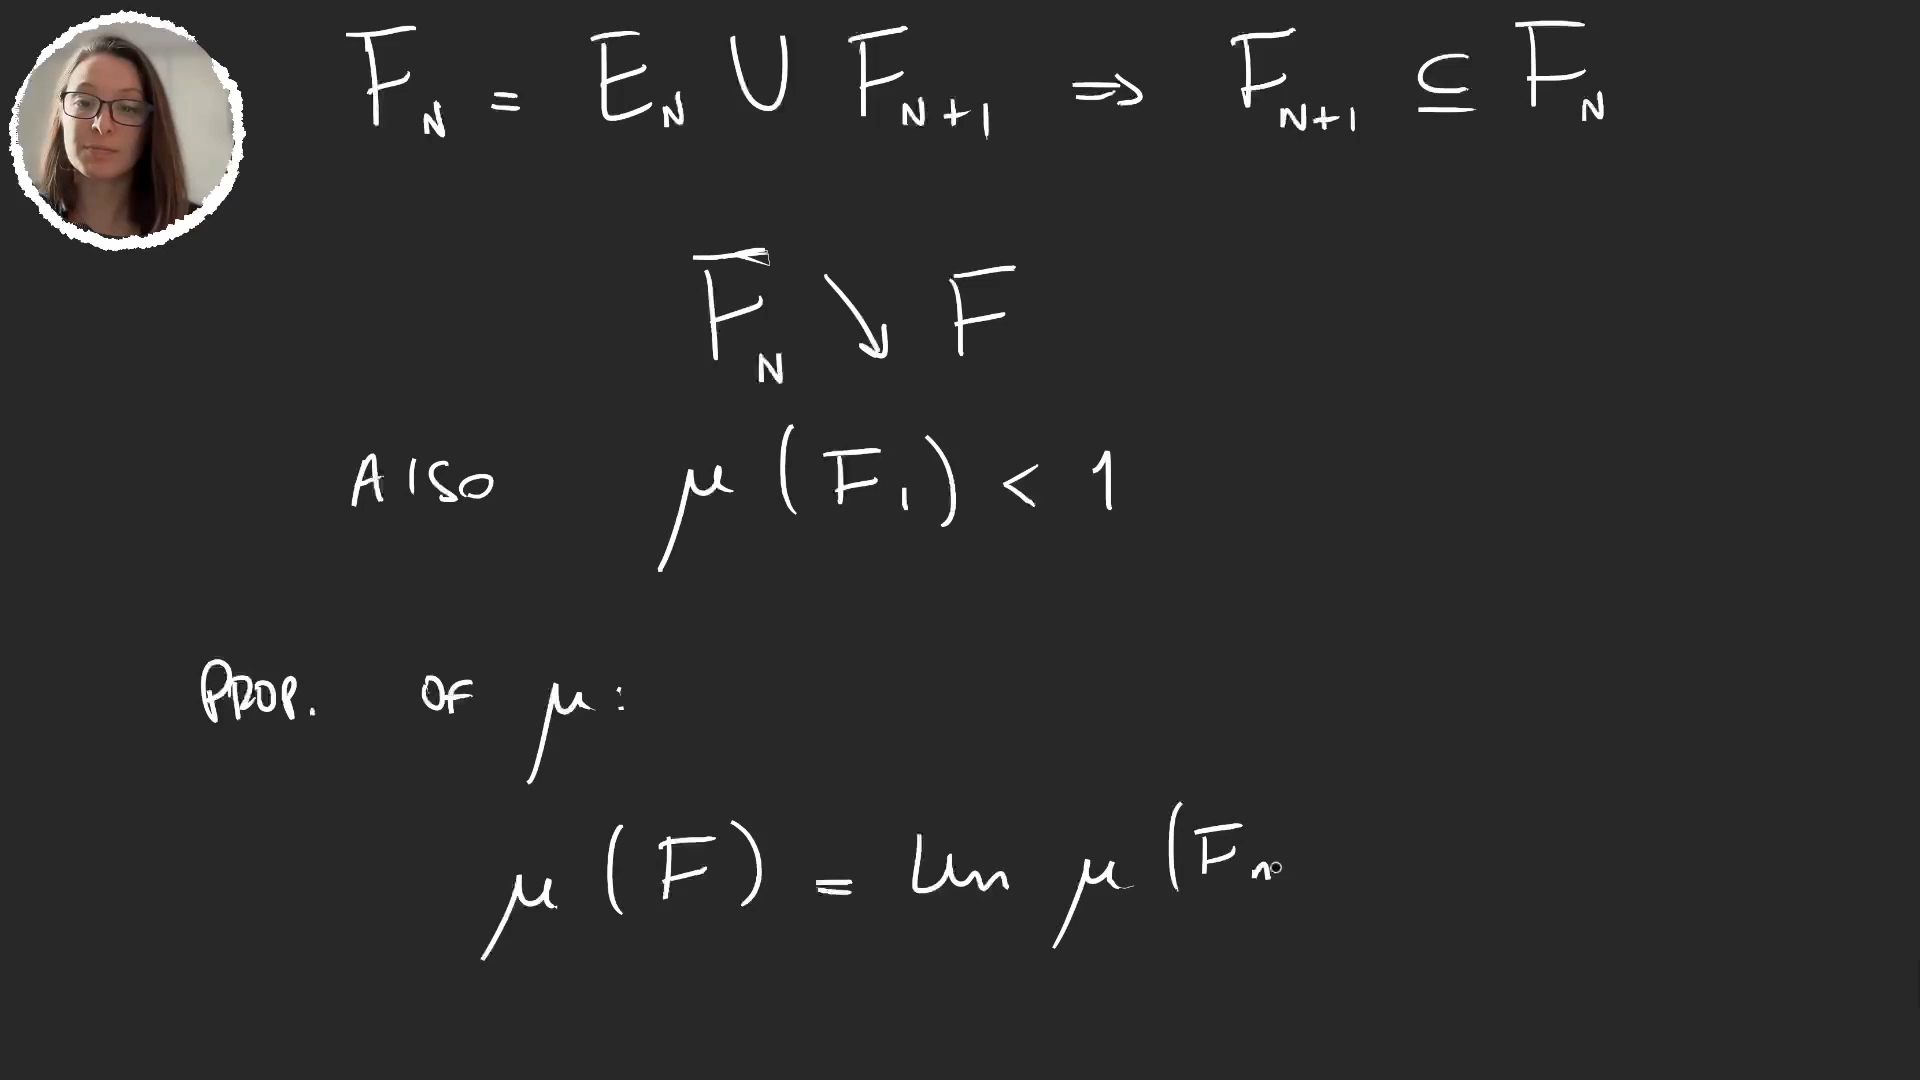 F_N = E_N ∪ F_{N+1} ⇒ F_{N+1} ⊆ F_N
F_N ↘ F
ALSO μ(F_1) < 1
PROP. OF μ:
μ(F) = lim μ(F_n